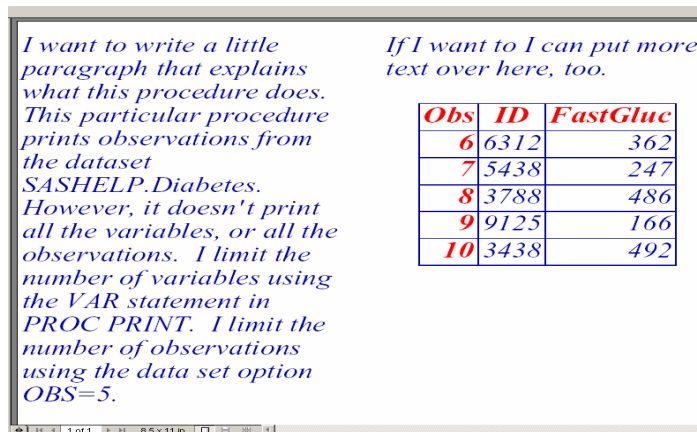 I want to write a little
paragraph that explains
what this procedure does.
This particular procedure
prints observations from
the dataset
SASHELP.Diabetes.
However, it doesn't print
all the variables, or all the
observations.  I limit the
number of variables using
the VAR statement in
PROC PRINT.  I limit the
number of observations
using the data set option
OBS=5.
If I want to I can put more
text over here, too.
Obs ID FastGluc
6 6312 362
7 5438 247
8 3788 486
9 9125 166
10 3438 492
1 of 1 8.5 x 11 in